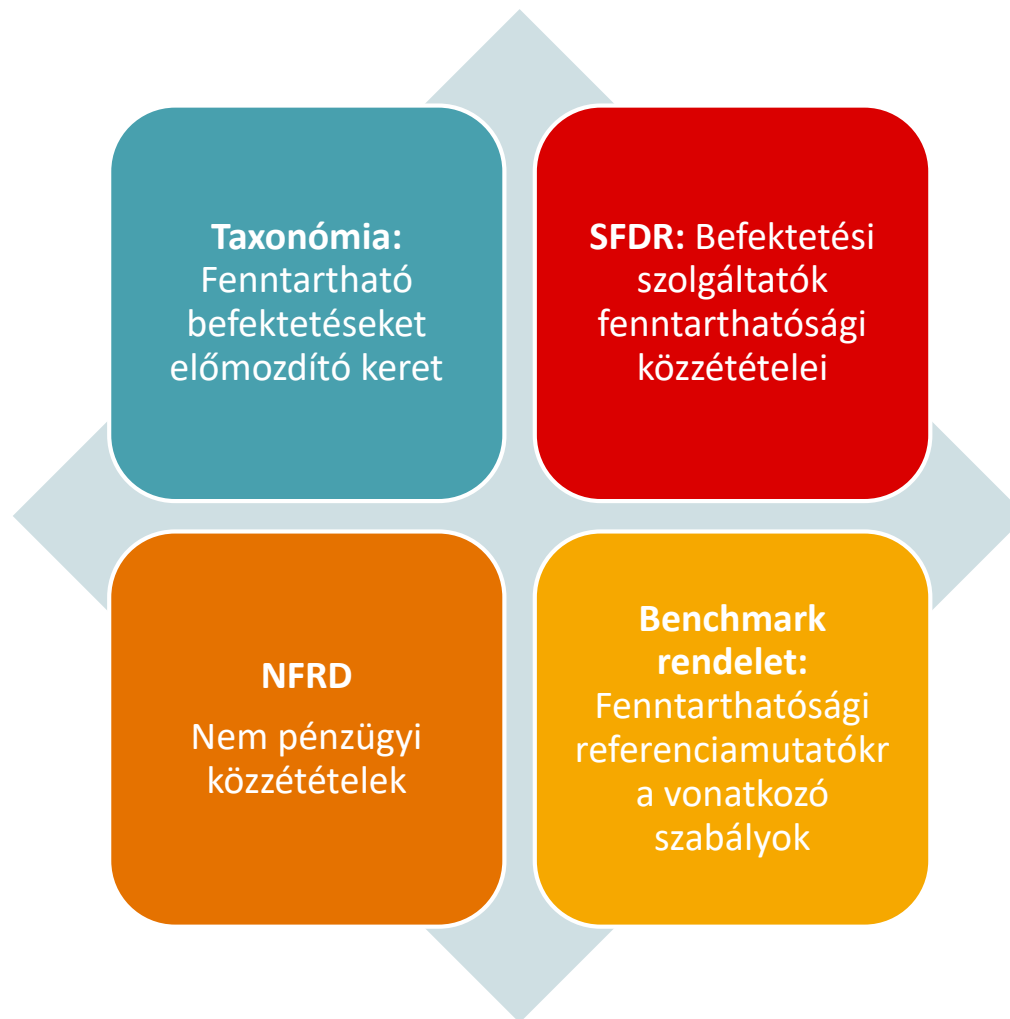 Taxonómia:
Fenntartható
befektetéseket
előmozdító keret
SFDR: Befektetési
szolgáltatók
fenntarthatósági
közzétételei
NFRD
Nem pénzügyi
közzétételek
Benchmark
rendelet:
Fenntarthatósági
referenciamutatókr
a vonatkozó
szabályok